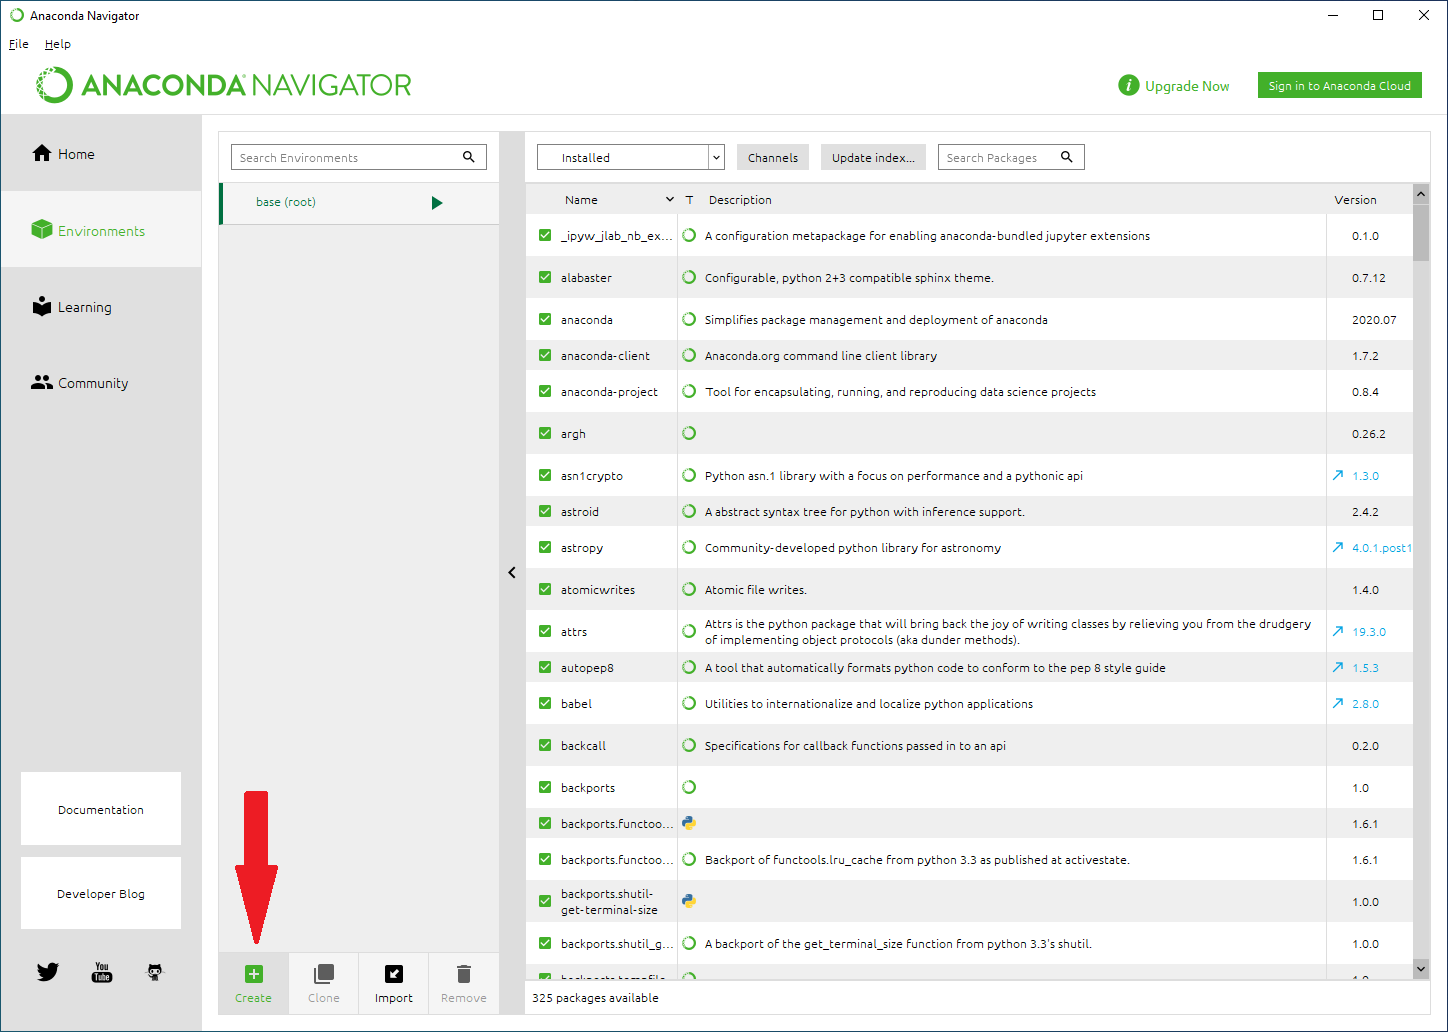 Anaconda Navigator
File Help
ANACONDA NAVIGATOR
i Upgrade Now
Sign in to Anaconda Cloud
Home
Environments
Learning
Community
Documentation
Developer Blog
You Tube
Search Environments
base (root)
Create
Clone
Import
Remove
Installed
Channels
Update index...
Search Packages
Name T Description Version
_ipyw_jlab_nb_ex... A configuration metapackage for enabling anaconda-bundled jupyter extensions 0.1.0
alabaster Configurable, python 2+3 compatible sphinx theme. 0.7.12
anaconda Simplifies package management and deployment of anaconda 2020.07
anaconda-client Anaconda.org command line client library 1.7.2
anaconda-project Tool for encapsulating, running, and reproducing data science projects 0.8.4
argh 0.26.2
asn1crypto Python asn.1 library with a focus on performance and a pythonic api 1.3.0
astroid A abstract syntax tree for python with inference support. 2.4.2
astropy Community-developed python library for astronomy 4.0.1.post1
atomicwrites Atomic file writes. 1.4.0
attrs Attrs is the python package that will bring back the joy of writing classes by relieving you from the drudgery
of implementing object protocols (aka dunder methods). 19.3.0
autopep8 A tool that automatically formats python code to conform to the pep 8 style guide 1.5.3
babel Utilities to internationalize and localize python applications 2.8.0
backcall Specifications for callback functions passed in to an api 0.2.0
backports 1.0
backports.functoo... 1.6.1
backports.functoo... Backport of functools.lru_cache from python 3.3 as published at activestate. 1.6.1
backports.shutil-
get-terminal-size 1.0.0
backports.shutil_g... A backport of the get_terminal_size function from python 3.3's shutil. 1.0.0
325 packages available